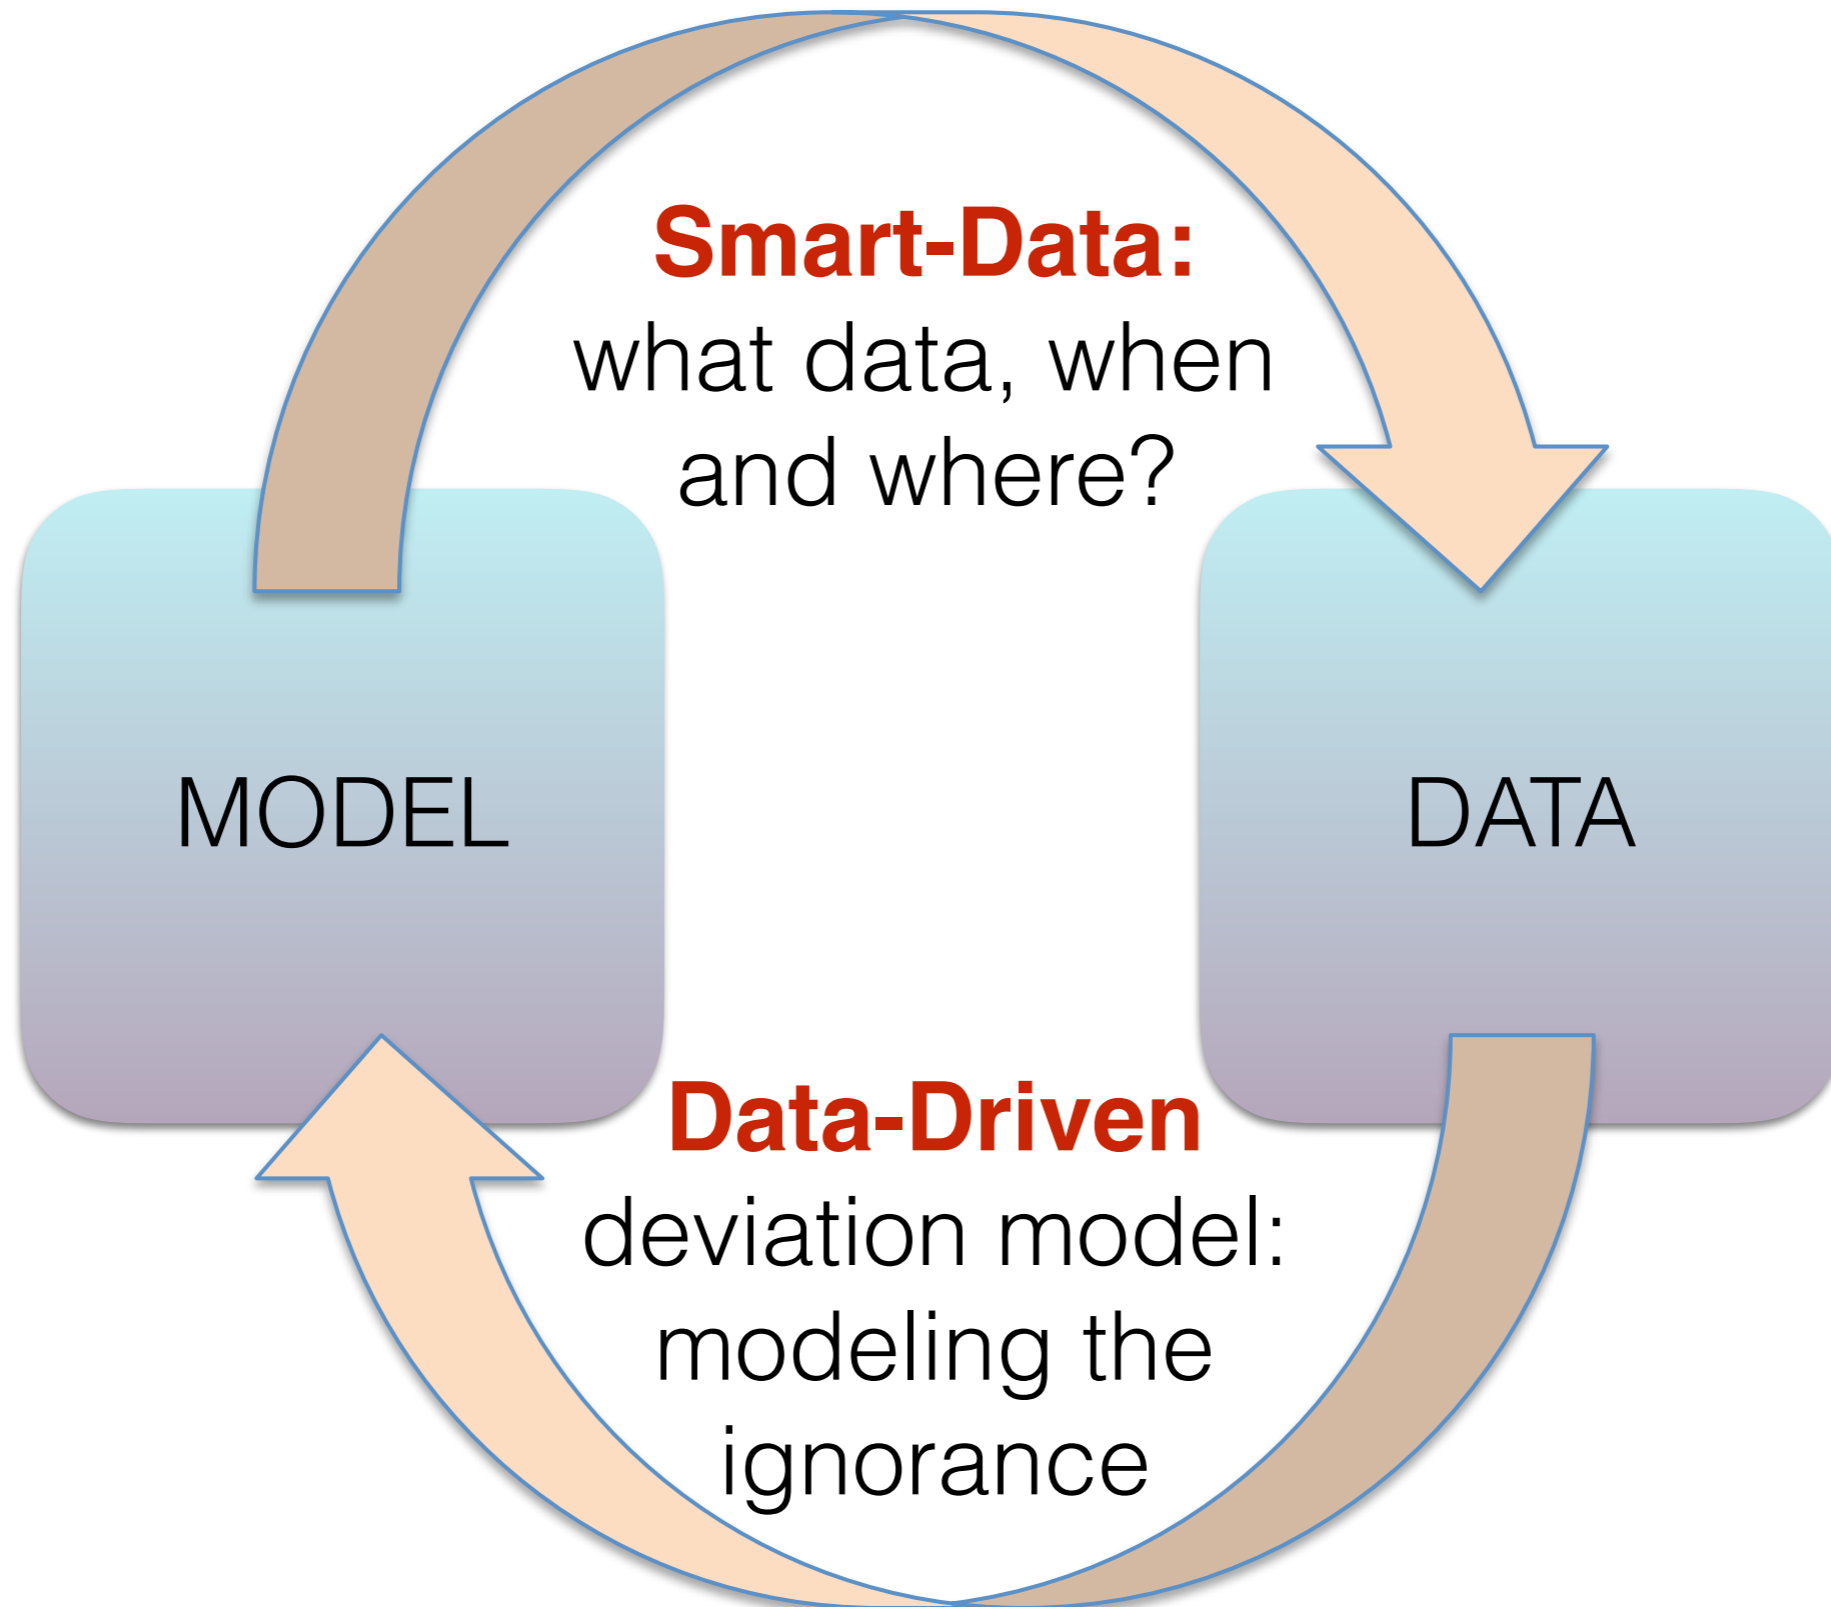 Smart-Data:
what data, when
and where?
MODEL
DATA
Data-Driven
deviation model:
modeling the
ignorance